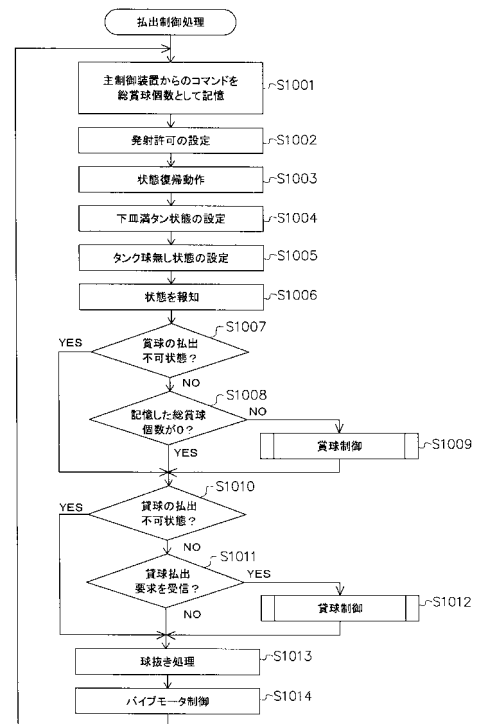 払出制御処理
主制御装置からのコマンドを
総賞球個数として記憶
S1001
発射許可の設定
S1002
状態復帰動作
S1003
下皿満タン状態の設定
S1004
タンク球無し状態の設定
S1005
状態を報知
S1006
S1007
賞球の払出
不可状態?
YES
NO
S1008
記憶した総賞球
個数が0?
NO
YES
賞球制御
S1009
S1010
貸球の払出
不可状態?
YES
NO
S1011
貸球払出
要求を受信?
YES
NO
貸球制御
S1012
球抜き処理
S1013
バイブモータ制御
S1014